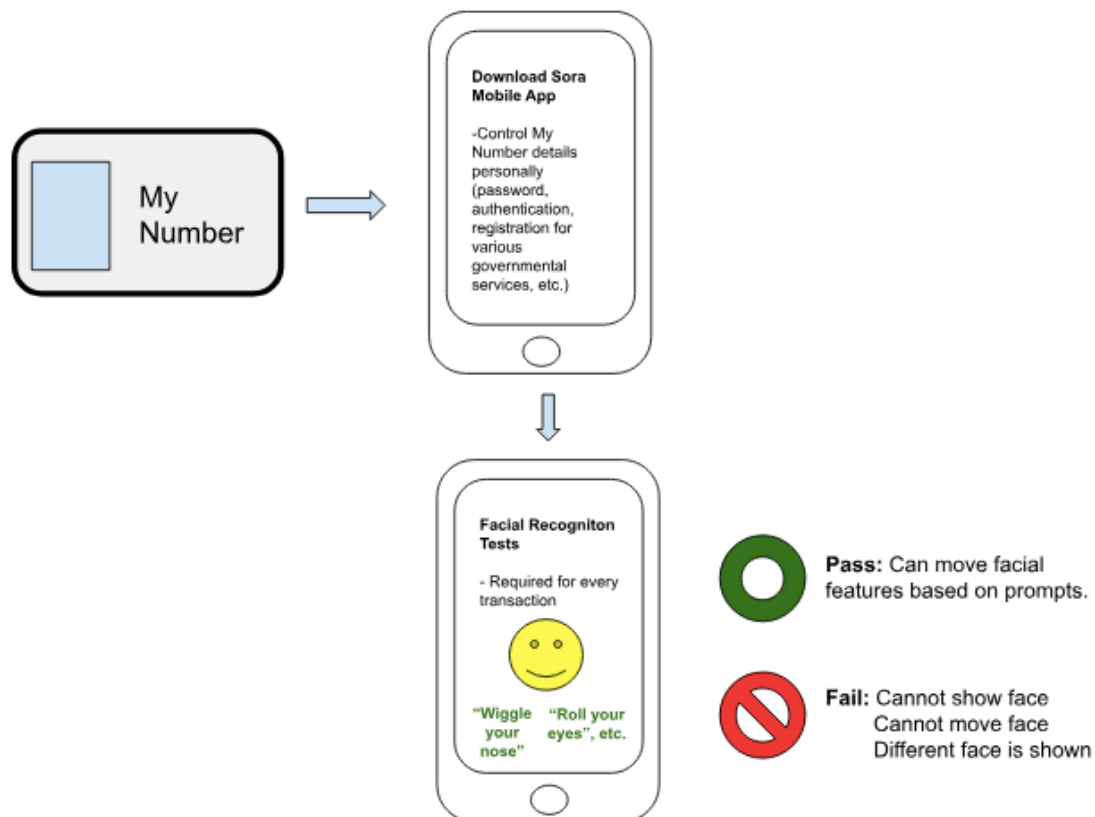 My
Number
Download Sora
Mobile App
-Control My
Number details
personally
(password,
authentication,
registration for
various
governmental
services, etc.)
Facial Recogniton
Tests
- Required for every
transaction
“Wiggle
your
nose”
“Roll your
eyes”, etc.
Pass: Can move facial
features based on prompts.
Fail: Cannot show face
Cannot move face
Different face is shown